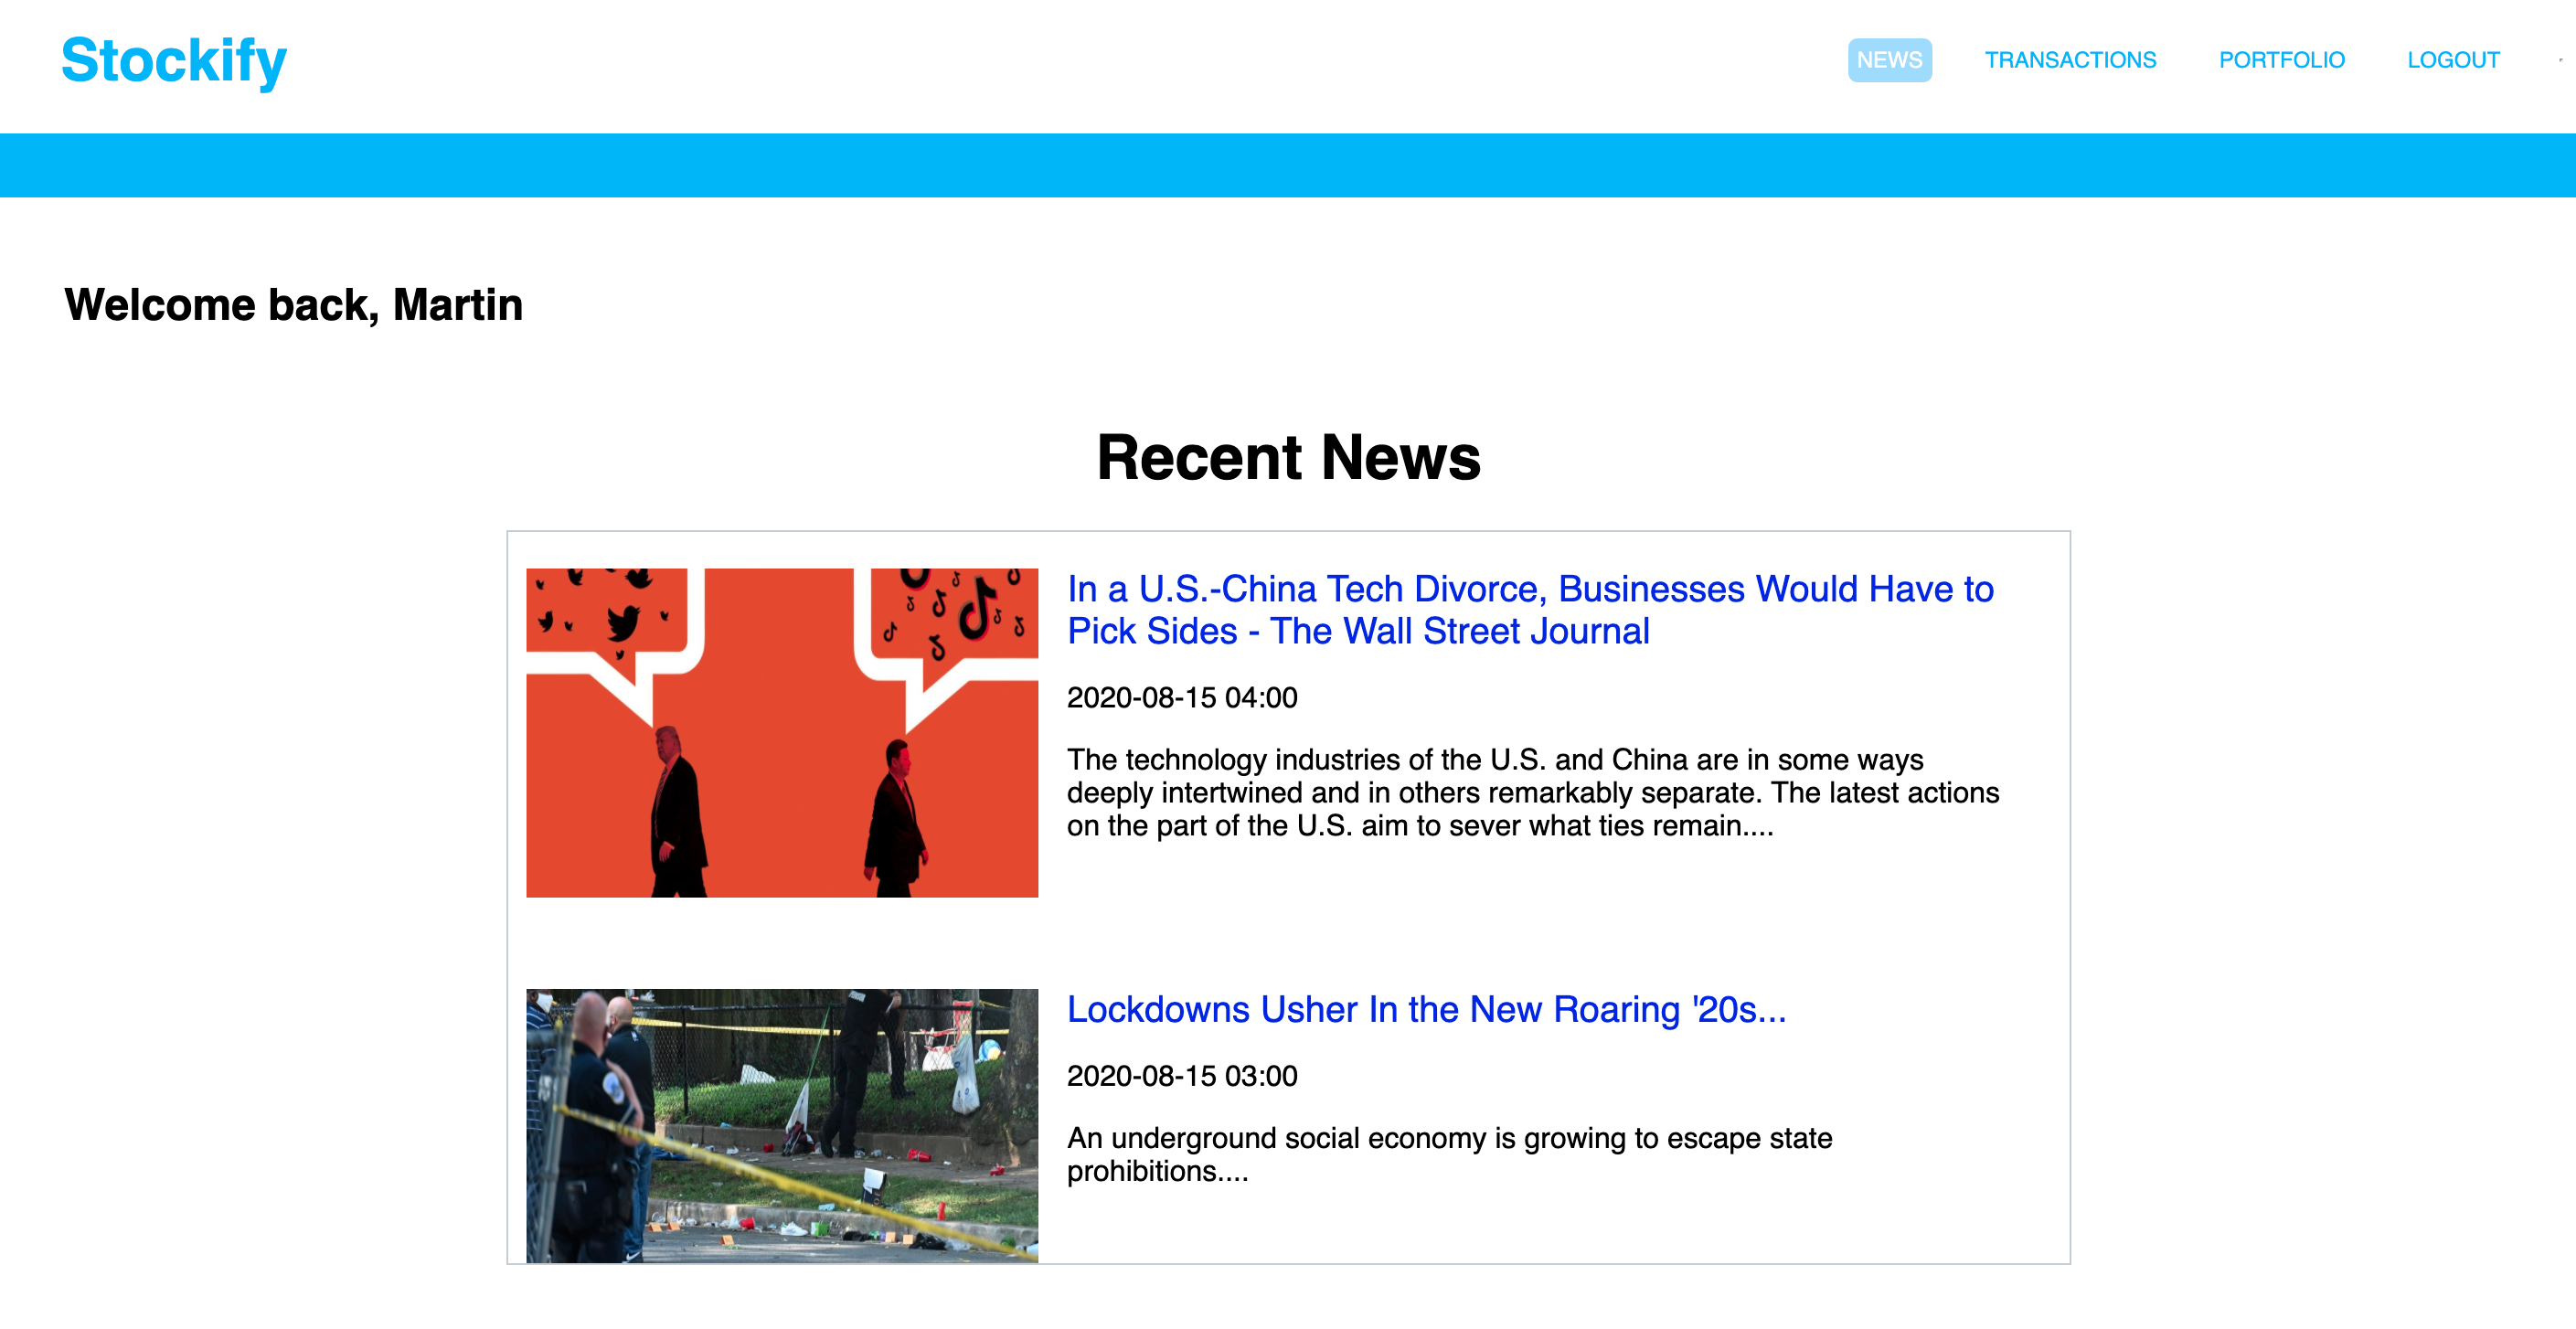 Stockify
NEWS
TRANSACTIONS
PORTFOLIO
LOGOUT
Welcome back, Martin
Recent News
In a U.S.-China Tech Divorce, Businesses Would Have to
Pick Sides - The Wall Street Journal
2020-08-15 04:00
The technology industries of the U.S. and China are in some ways
deeply intertwined and in others remarkably separate. The latest actions
on the part of the U.S. aim to sever what ties remain....
Lockdowns Usher In the New Roaring '20s...
2020-08-15 03:00
An underground social economy is growing to escape state
prohibitions....